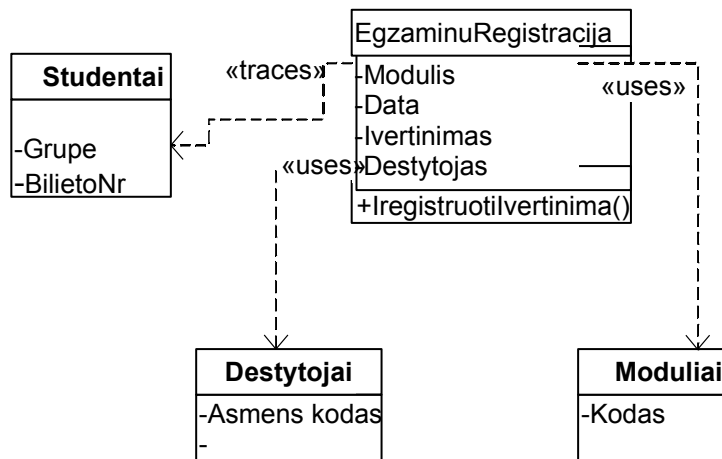 EgzaminuRegistracija
-Modulis
-Data
-Ivertinimas
-Destytojas
+IregistruotiIvertinima()
«traces»
«uses»
«uses»
Studentai
-Grupe
-BilietoNr
Destytojai
-Asmens kodas
-
Moduliai
-Kodas